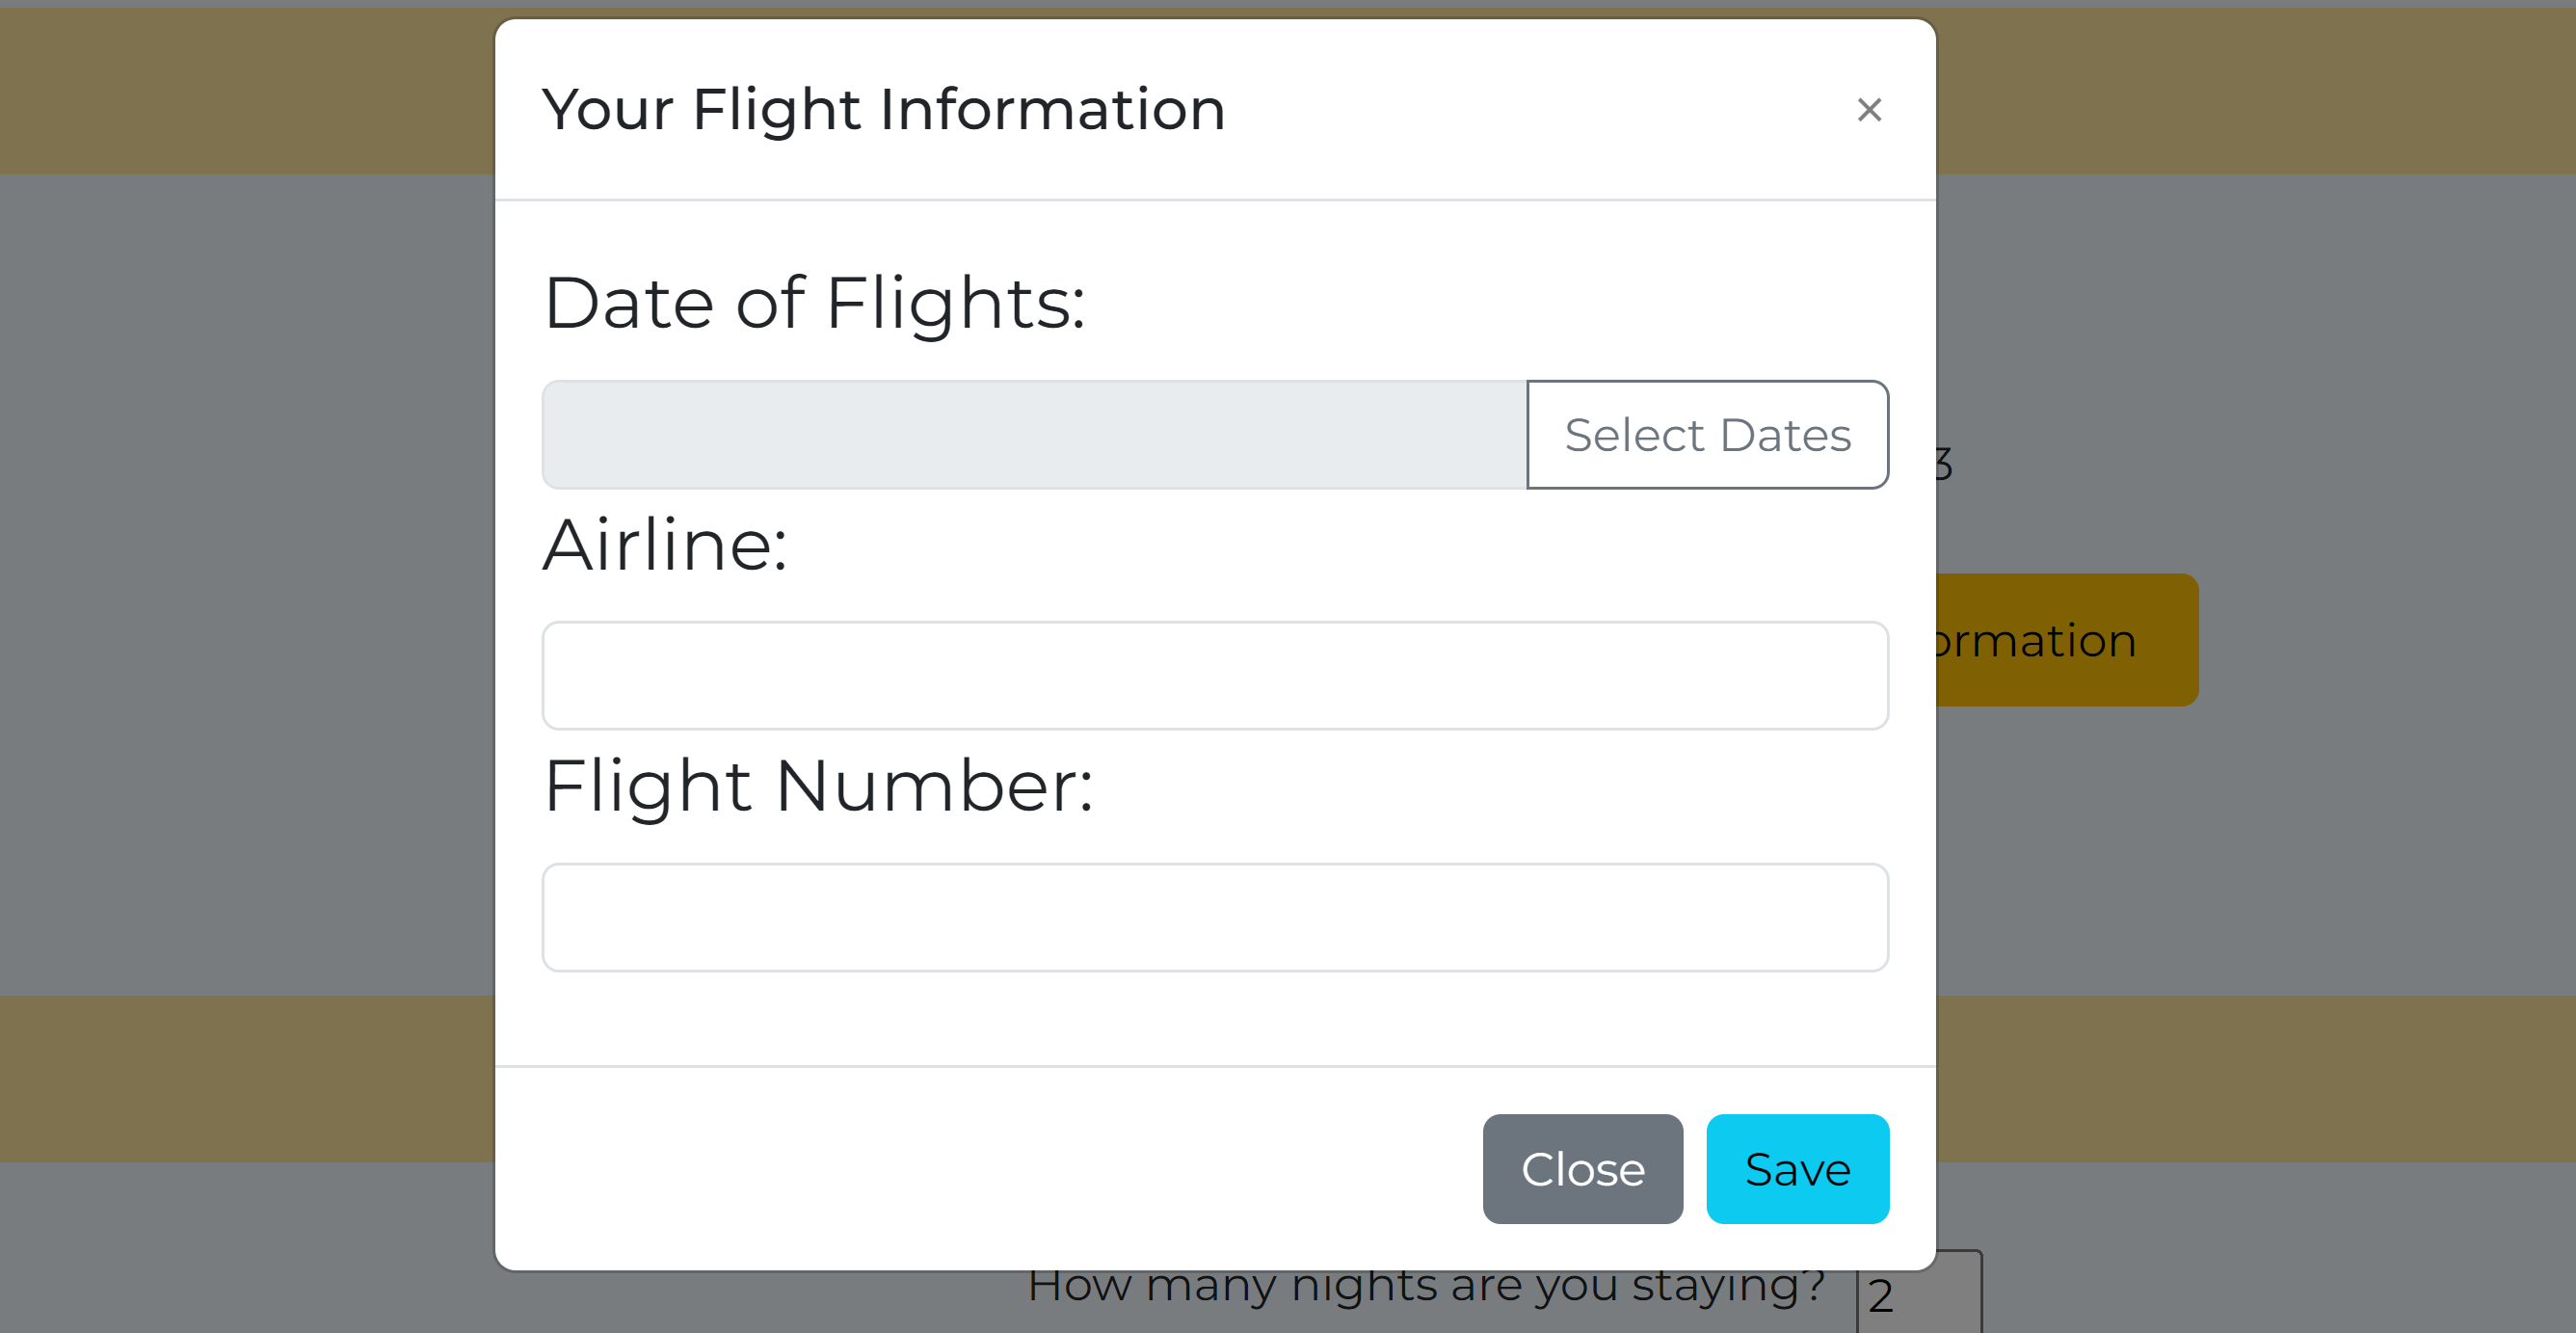 Your Flight Information ×
Date of Flights:
Select Dates
3
Airline:
ormation
Flight Number:
Close Save
How many nights are you staying? 2